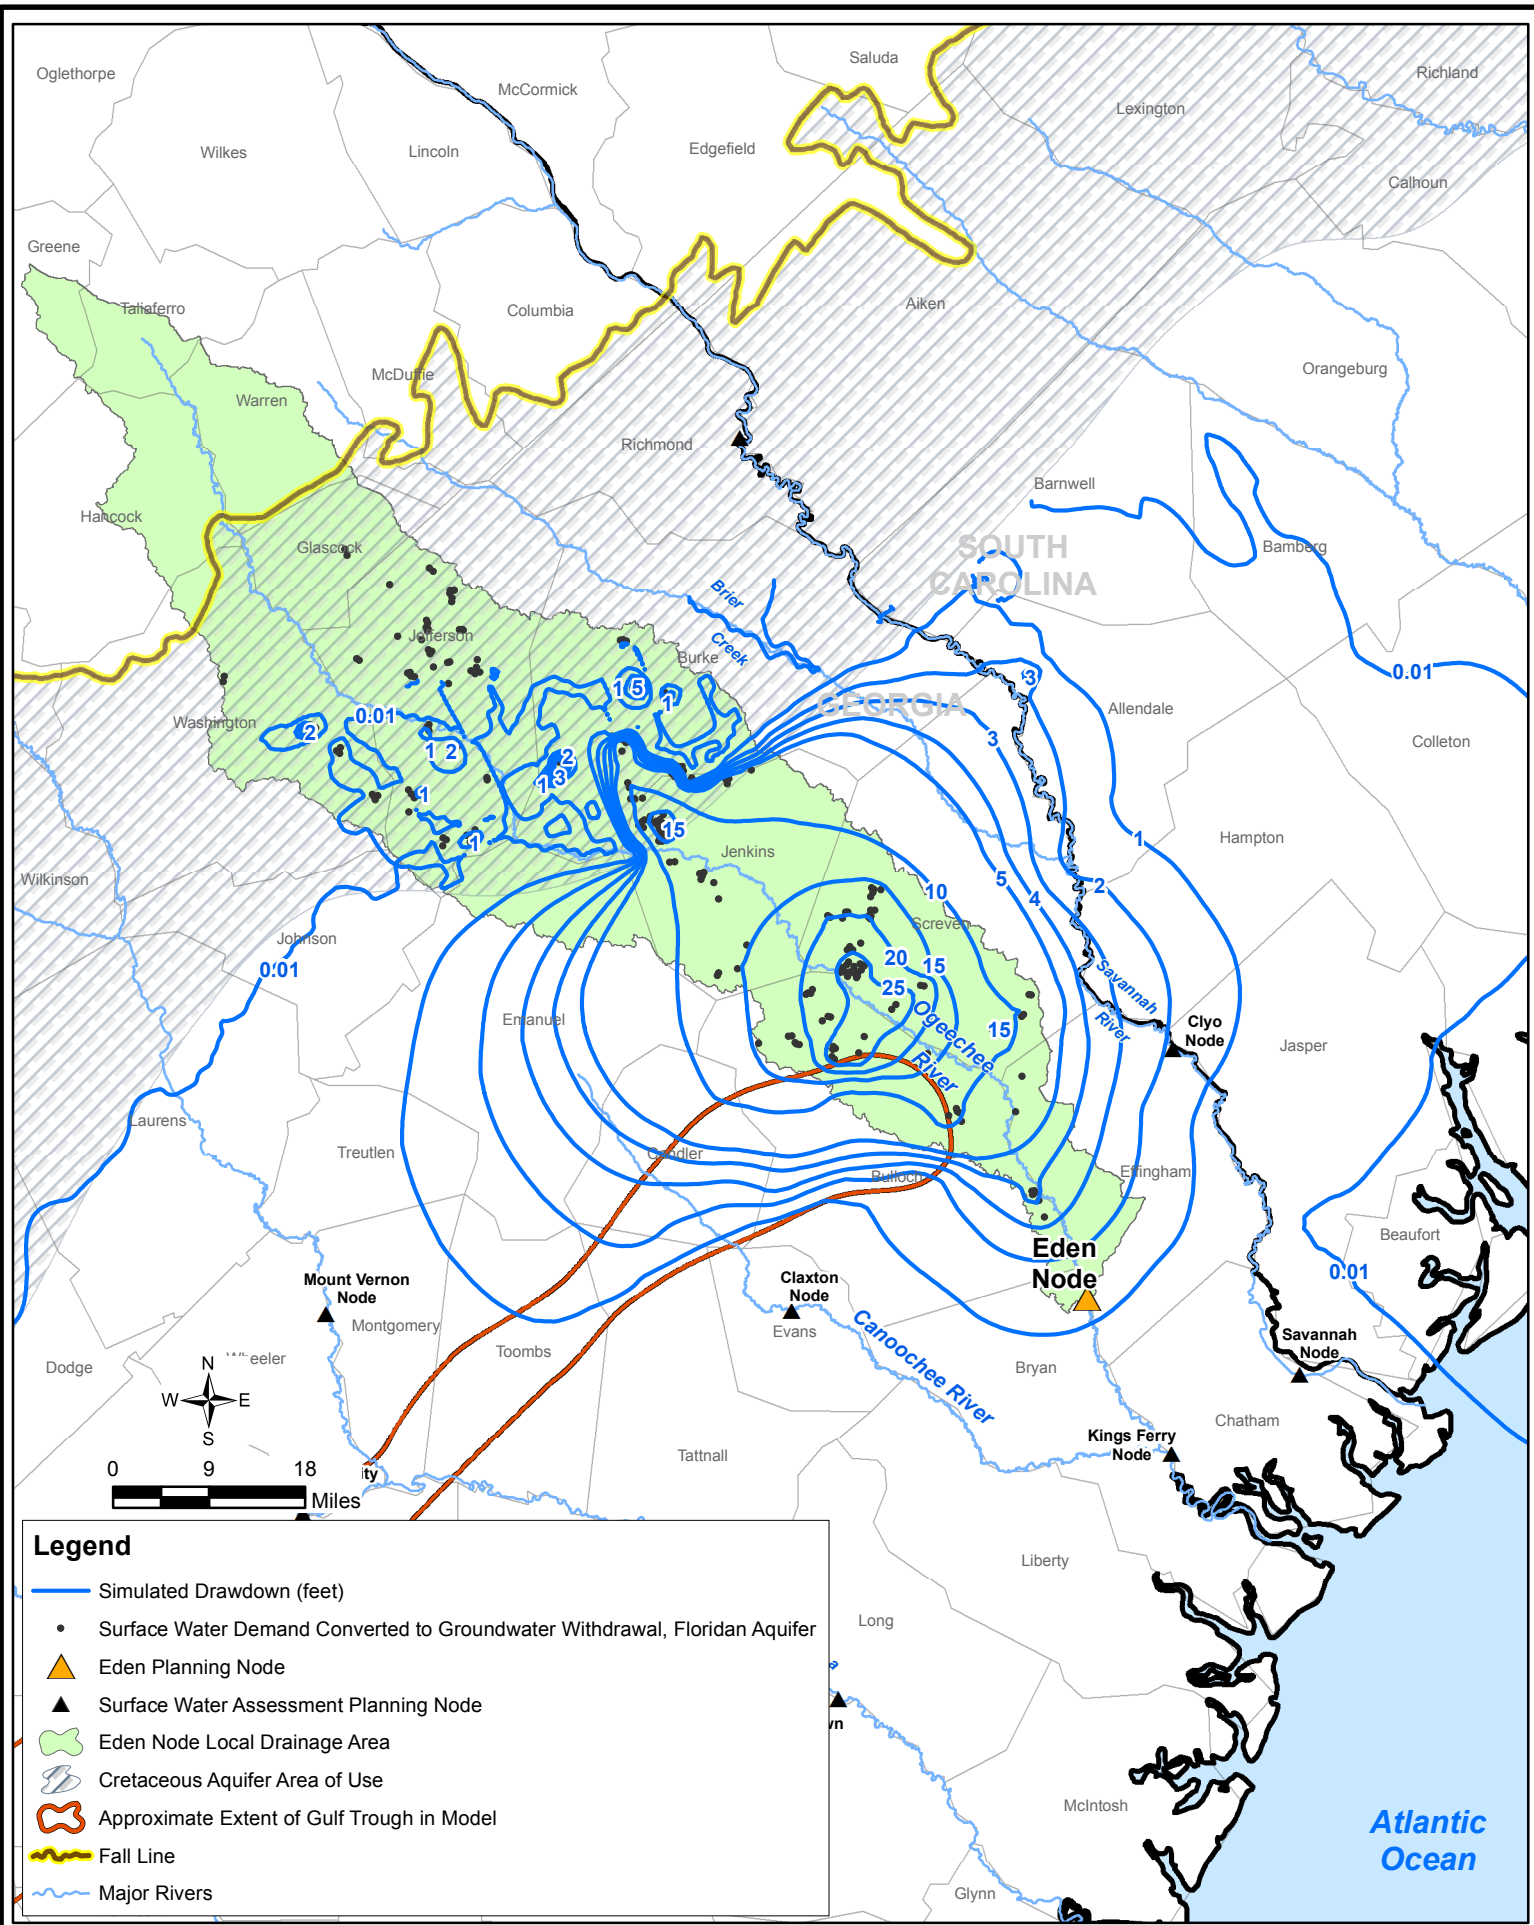 Saluda
Richland
Oglethorpe
McCormick
Lexington
Wilkes
Lincoln
Edgefield
Calhoun
Greene
Taliaferro
Columbia
Aiken
McDuffie
Orangeburg
Warren
Richmond
Barnwell
Hancock
Glascock
SOUTH
CAROLINA
Bamberg
Brier
Creek
1
Jefferson
Burke
0.01
3
1 5
1
GEORGIA
Allendale
Washington
0.01
2
3
Colleton
1 2
2
1 3
1
15
1
1
Hampton
Jenkins
Wilkinson
5
2
10
4
Screven
Johnson
0.01
20
15
25
Savannah
River
Emanuel
Ogeechee
River
15
Clyo
Node
Jasper
Laurens
Treutlen
Candler
Bulloch
Effingham
Beaufort
Eden
Node
0.01
Mount Vernon
Node
Claxton
Node
Montgomery
Evans
Canoochee River
Savannah
Node
Dodge
Wheeler
Toombs
Bryan
N
W E
S
Chatham
Kings Ferry
Node
Tattnall
0 9 18
Miles
ity
Legend
Simulated Drawdown (feet)
Surface Water Demand Converted to Groundwater Withdrawal, Floridan Aquifer
Eden Planning Node
Surface Water Assessment Planning Node
Eden Node Local Drainage Area
Cretaceous Aquifer Area of Use
Approximate Extent of Gulf Trough in Model
Fall Line
Major Rivers
Liberty
Long
a
wn
McIntosh
Glynn
Atlantic
Ocean